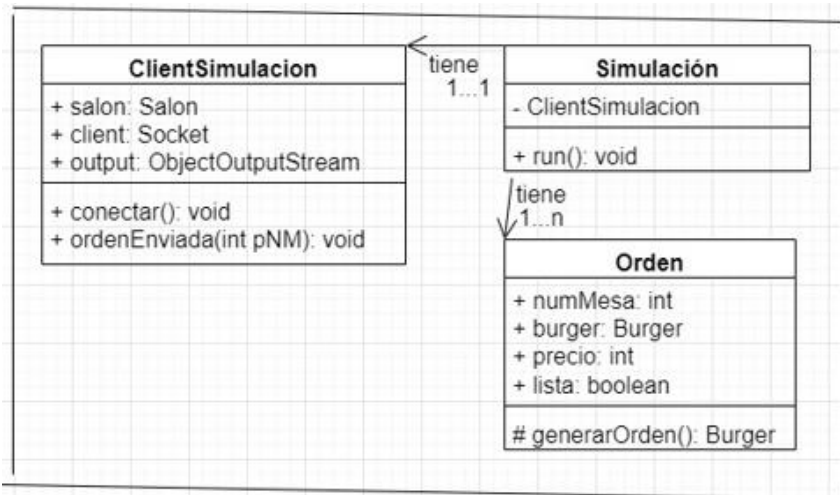 ClientSimulacion
+ salon: Salon
+ client: Socket
+ output: ObjectOutputStream
+ conectar(): void
+ ordenEnviada(int pNM): void
tiene
1...1
Simulación
- ClientSimulacion
+ run(): void
tiene
1...n
Orden
+ numMesa: int
+ burger: Burger
+ precio: int
+ lista: boolean
# generarOrden(): Burger